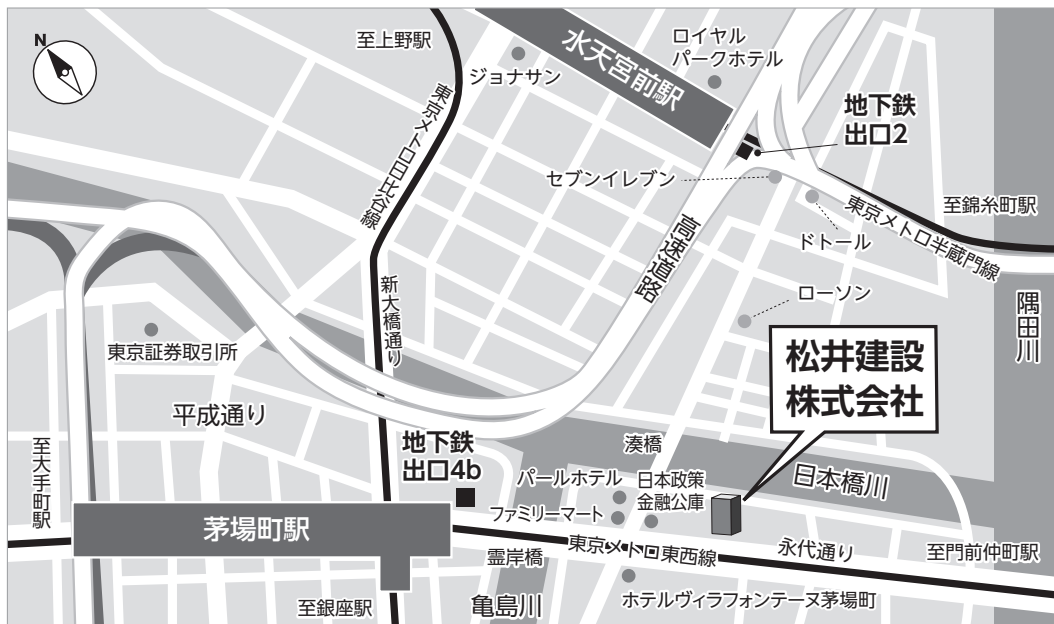 N
至上野駅
ジョナサン
水天宮前駅
ロイヤル
パークホテル
地下鉄
出口2
東京メトロ日比谷線
セブンイレブン
ドトール
東京メトロ半蔵門線
至錦糸町駅
高速道路
ローソン
隅田川
新大橋通り
東京証券取引所
松井建設
株式会社
平成通り
至大手町駅
地下鉄
出口4b
湊橋
日本橋川
パールホテル
日本政策
金融公庫
ファミリーマート
茅場町駅
霊岸橋
東京メトロ東西線
永代通り
至門前仲町駅
至銀座駅
亀島川
ホテルヴィラフォンテーヌ茅場町